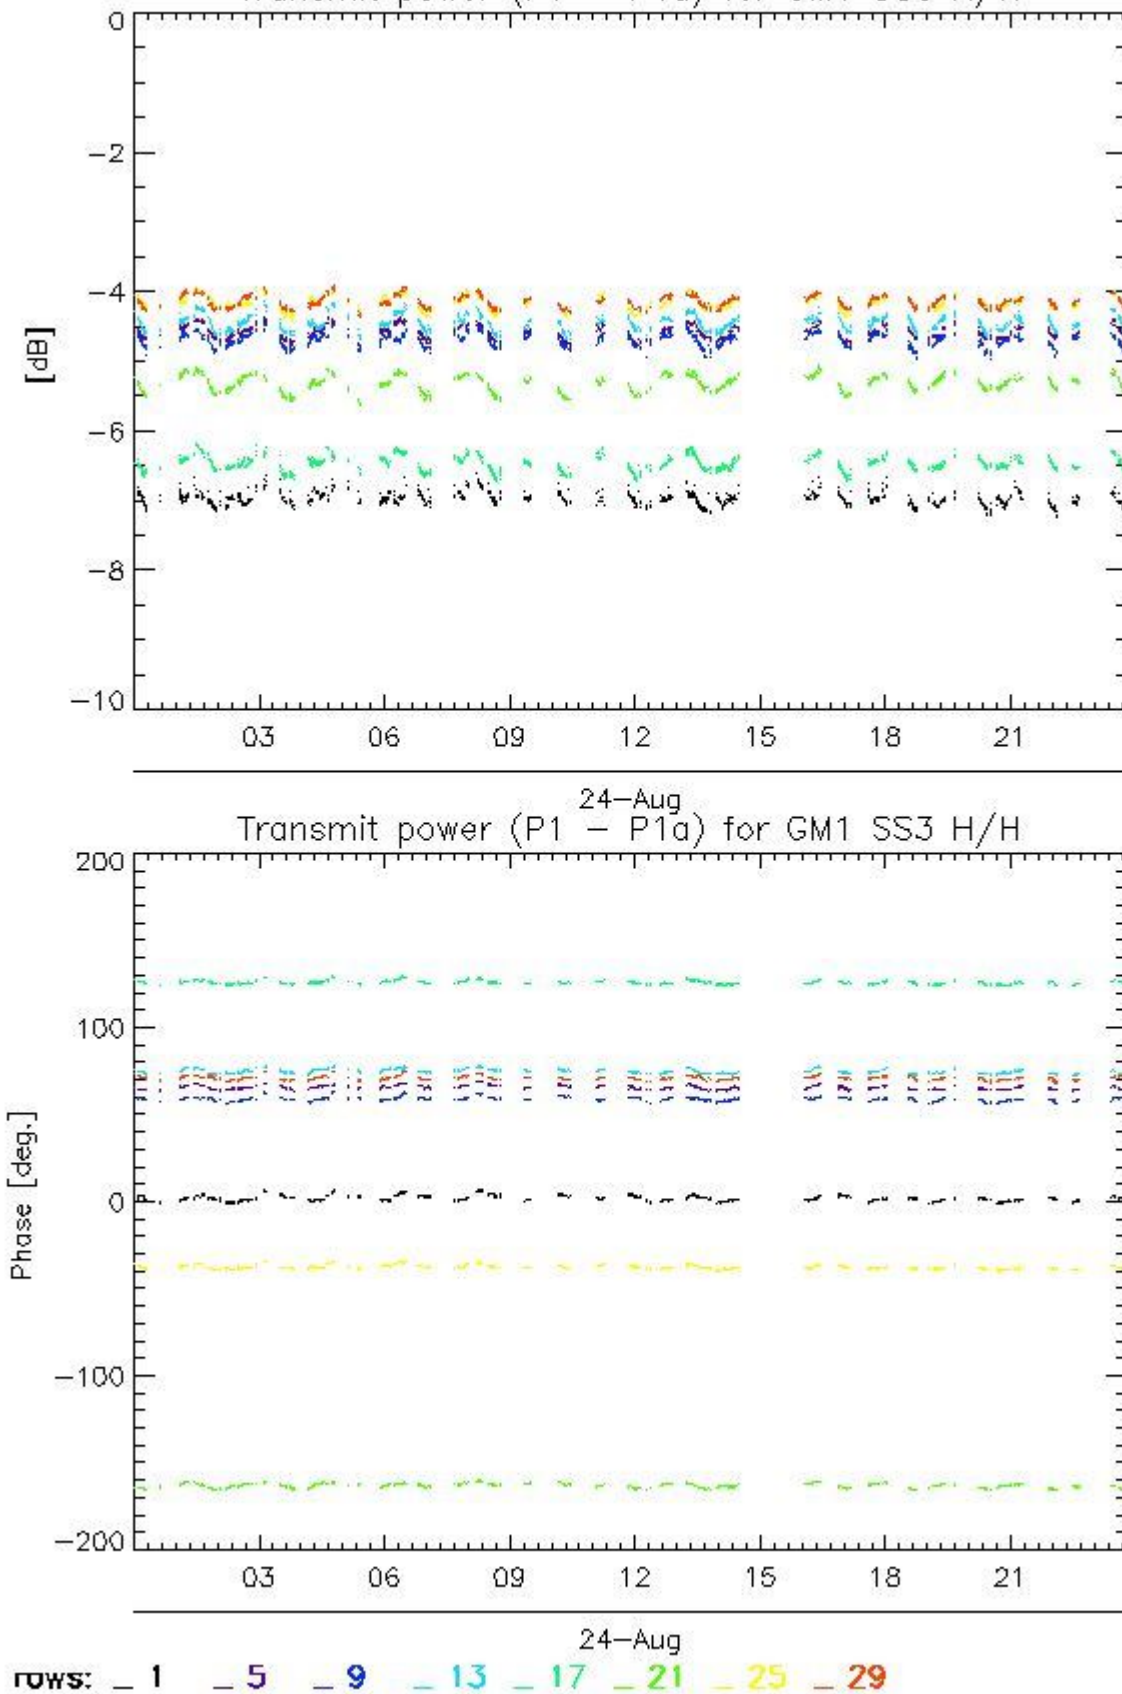 0
−2
−4
[dB]
−6
−8
−10
03 06 09 12 15 18 21
24−Aug
Transmit power (P1 − P1a) for GM1 SS3 H/H
200
100
0
Phase [deg.]
−100
−200
03 06 09 12 15 18 21
24−Aug
rows: _ 1 _ 5 _ 9 _ 13 _ 17 _ 21 _ 25 _ 29